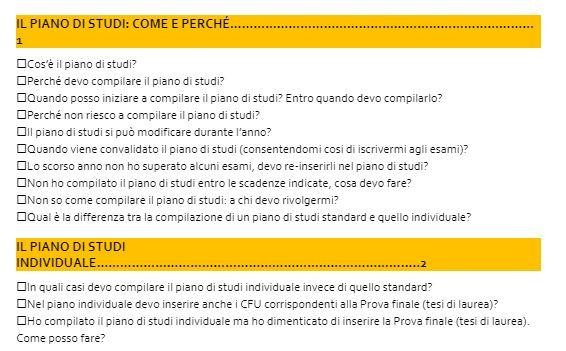 IL PIANO DI STUDI: COME E PERCHÉ……………………………………………………………………
1
☐Cos'è il piano di studi?
☐Perché devo compilare il piano di studi?
☐Quando posso iniziare a compilare il piano di studi? Entro quando devo compilarlo?
☐Perché non riesco a compilare il piano di studi?
☐Il piano di studi si può modificare durante l'anno?
☐Quando viene convalidato il piano di studi (consentendomi così di iscrivermi agli esami)?
☐Lo scorso anno non ho superato alcuni esami, devo re-inserirli nel piano di studi?
☐Non ho compilato il piano di studi entro le scadenze indicate, cosa devo fare?
☐Non so come compilare il piano di studi: a chi devo rivolgermi?
☐Qual è la differenza tra la compilazione di un piano di studi standard e quello individuale?
IL PIANO DI STUDI
INDIVIDUALE…………………………………………………………………………2
☐In quali casi devo compilare il piano di studi individuale invece di quello standard?
☐Nel piano individuale devo inserire anche i CFU corrispondenti alla Prova finale (tesi di laurea)?
☐Ho compilato il piano di studi individuale ma ho dimenticato di inserire la Prova finale (tesi di laurea).
Come posso fare?